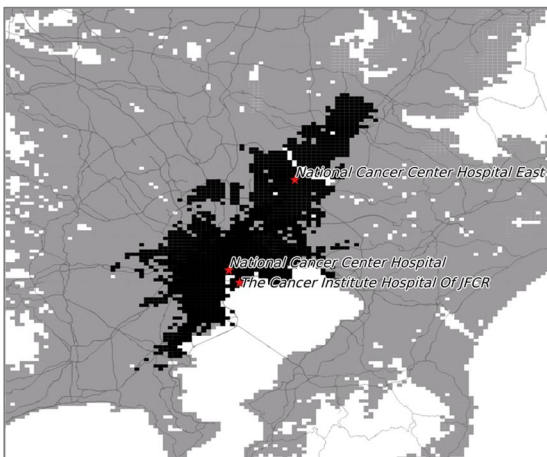 National Cancer Center Hospital East
National Cancer Center Hospital
The Cancer Institute Hospital Of JFCR